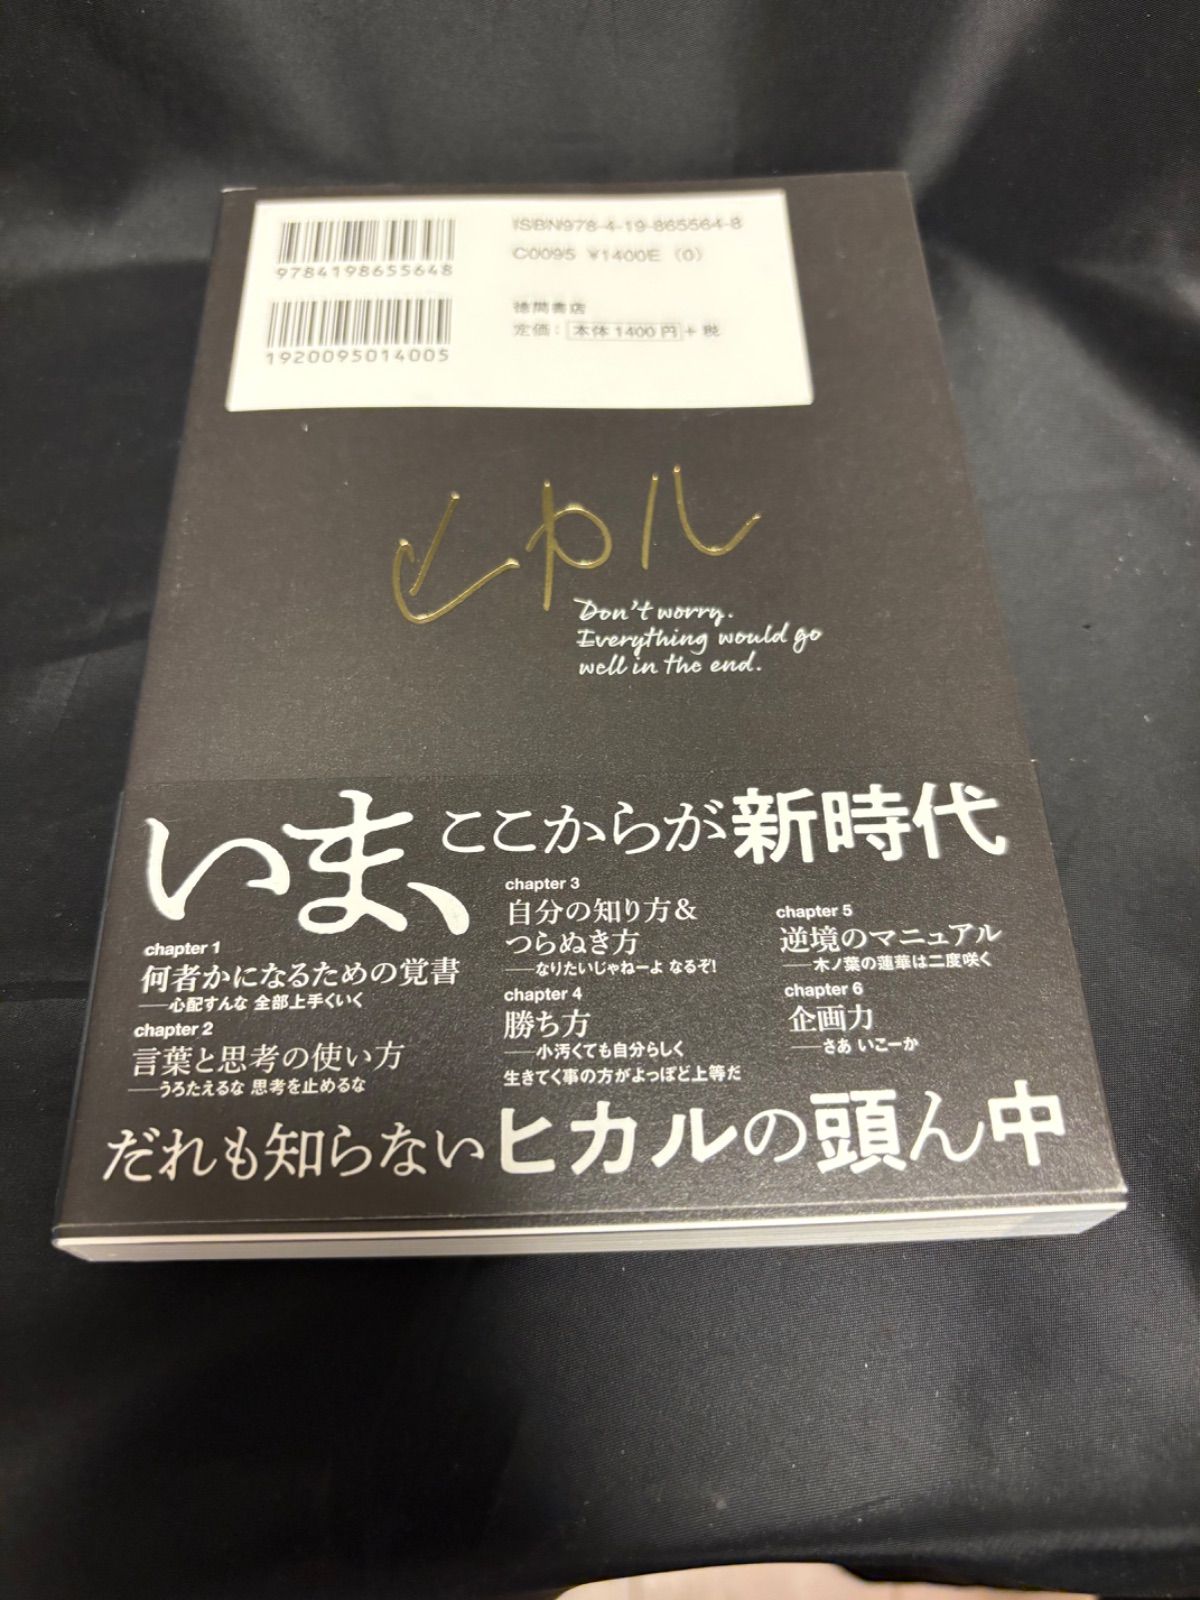 ISBN978-4-19-865564-8
C0095 ¥1400E (0)
9784198655648
徳間書店
定価: 本体1400円+税
1920095014005
ヒカル
Don't worry.
Everything would go
well in the end.
いま、ここからが新時代
chapter 1
何者かになるための覚書
——心配すんな 全部上手くいく
chapter 2
言葉と思考の使い方
——うろたえるな 思考を止めるな
chapter 3
自分の知り方&
つらぬき方
——なりたいじゃねーよ なるぞ!
chapter 4
勝ち方
——小汚くても自分らしく
生きてく事の方がよっぽど上等だ
chapter 5
逆境のマニュアル
——木ノ葉の蓮華は二度咲く
chapter 6
企画力
——さあ いこーか
だれも知らないヒカルの頭ん中